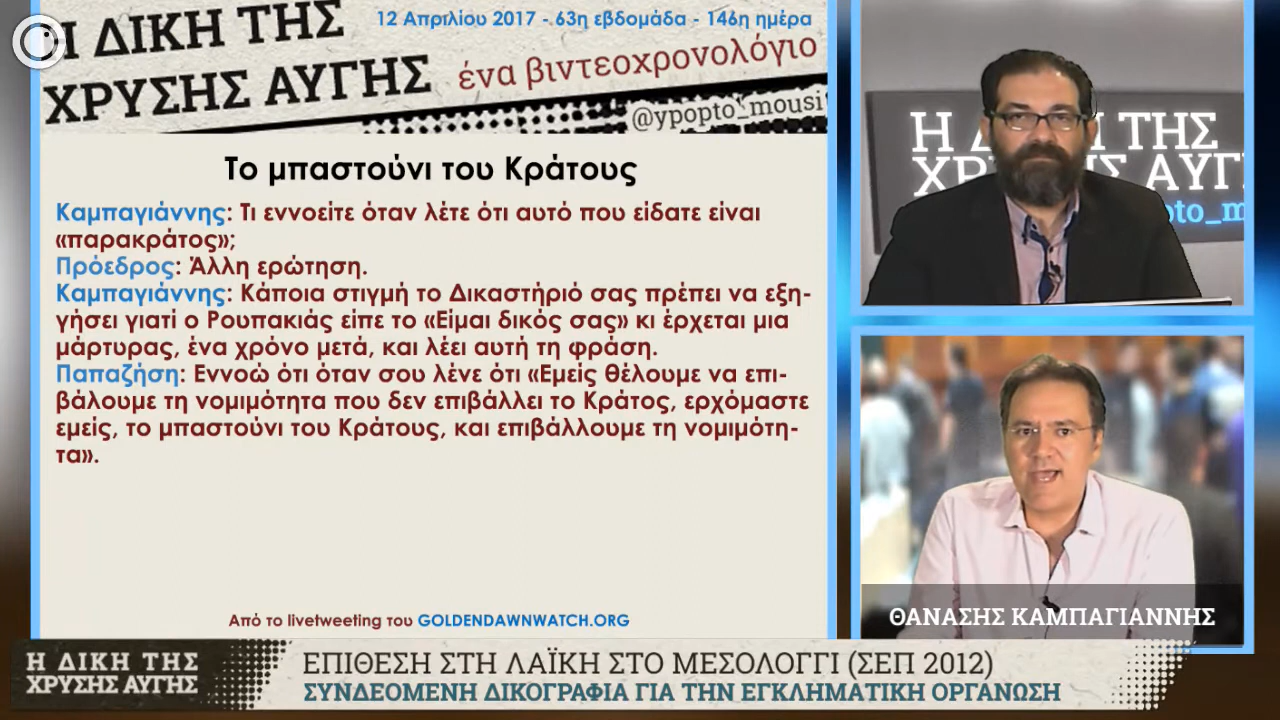 12 Απριλίου 2017 - 63η εβδομάδα - 146η ημέρα
Η ΔΙΚΗ ΤΗΣ
ΧΡΥΣΗΣ ΑΥΓΗΣ
ένα βιντεοχρονολόγιο
@ypopto_mousi
Το μπαστούνι του Κράτους
Καμπαγιάννης: Τι εννοείτε όταν λέτε ότι αυτό που είδατε είναι
«παρακράτος»;
Πρόεδρος: Άλλη ερώτηση.
Καμπαγιάννης: Κάποια στιγμή το Δικαστήριό σας πρέπει να εξη-
γήσει γιατί ο Ρουπακιάς είπε το «Είμαι δικός σας» κι έρχεται μια
μάρτυρας, ένα χρόνο μετά, και λέει αυτή τη φράση.
Παπαζήση: Εννοώ ότι όταν σου λένε ότι «Εμείς θέλουμε να επι-
βάλουμε τη νομιμότητα που δεν επιβάλλει το Κράτος, ερχόμαστε
εμείς, το μπαστούνι του Κράτους, και επιβάλλουμε τη νομιμότη-
τα».
Από το livetweeting του GOLDENDAWNWATCH.ORG
Η ΤΗΣ
ΘΑΝΑΣΗΣ ΚΑΜΠΑΓΙΑΝΝΗΣ
Η ΔΙΚΗ ΤΗΣ
ΧΡΥΣΗΣ ΑΥΓΗΣ
ΕΠΙΘΕΣΗ ΣΤΗ ΛΑΪΚΗ ΣΤΟ ΜΕΣΟΛΟΓΓΙ (ΣΕΠ 2012)
ΣΥΝΔΕΟΜΕΝΗ ΔΙΚΟΓΡΑΦΙΑ ΓΙΑ ΤΗΝ ΕΓΚΛΗΜΑΤΙΚΗ ΟΡΓΑΝΩΣΗ